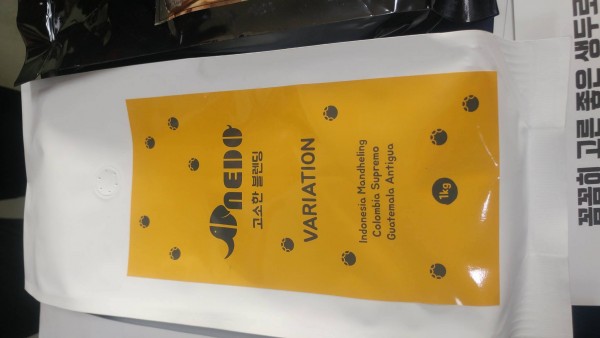 MEDO
고소한 블렌딩
VARIATION
Indonesia Mandheling
Colombia Supremo
Guatemala Antigua
1kg
꼼꼼히 고른 좋은 생두로